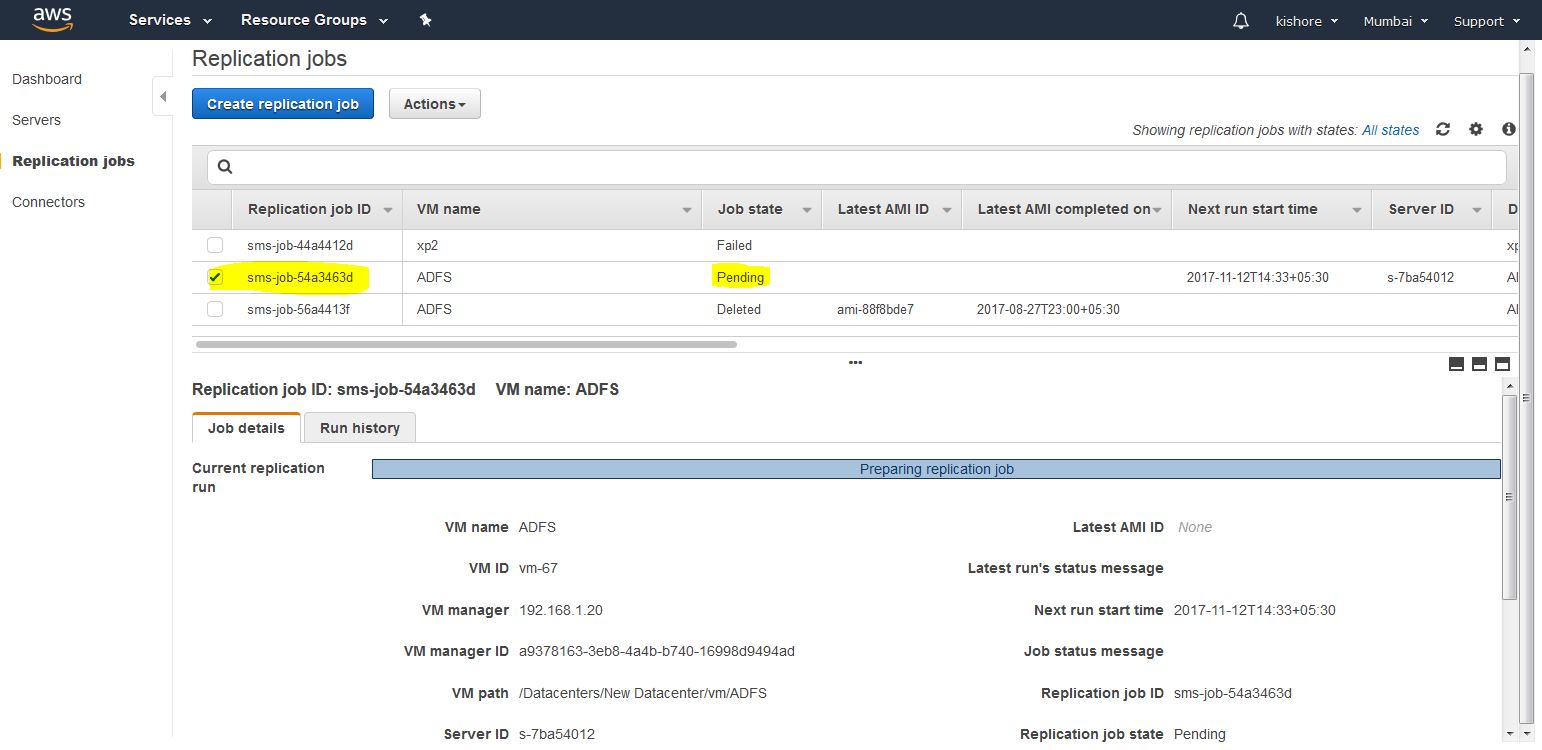 aws Services Resource Groups kishore Mumbai Support
Dashboard
Servers
Replication jobs
Connectors
Replication jobs
Create replication job Actions
Showing replication jobs with states: All states
Replication job ID VM name Job state Latest AMI ID Latest AMI completed on Next run start time Server ID D
sms-job-44a4412d xp2 Failed xp
sms-job-54a3463d ADFS Pending 2017-11-12T14:33+05:30 s-7ba54012 AI
sms-job-56a4413f ADFS Deleted ami-88f8bde7 2017-08-27T23:00+05:30 AI
Replication job ID: sms-job-54a3463d VM name: ADFS
Job details Run history
Current replication run Preparing replication job
VM name ADFS Latest AMI ID None
VM ID vm-67 Latest run's status message
VM manager 192.168.1.20 Next run start time 2017-11-12T14:33+05:30
VM manager ID a9378163-3eb8-4a4b-b740-16998d9494ad Job status message
VM path /Datacenters/New Datacenter/vm/ADFS Replication job ID sms-job-54a3463d
Server ID s-7ba54012 Replication job state Pending